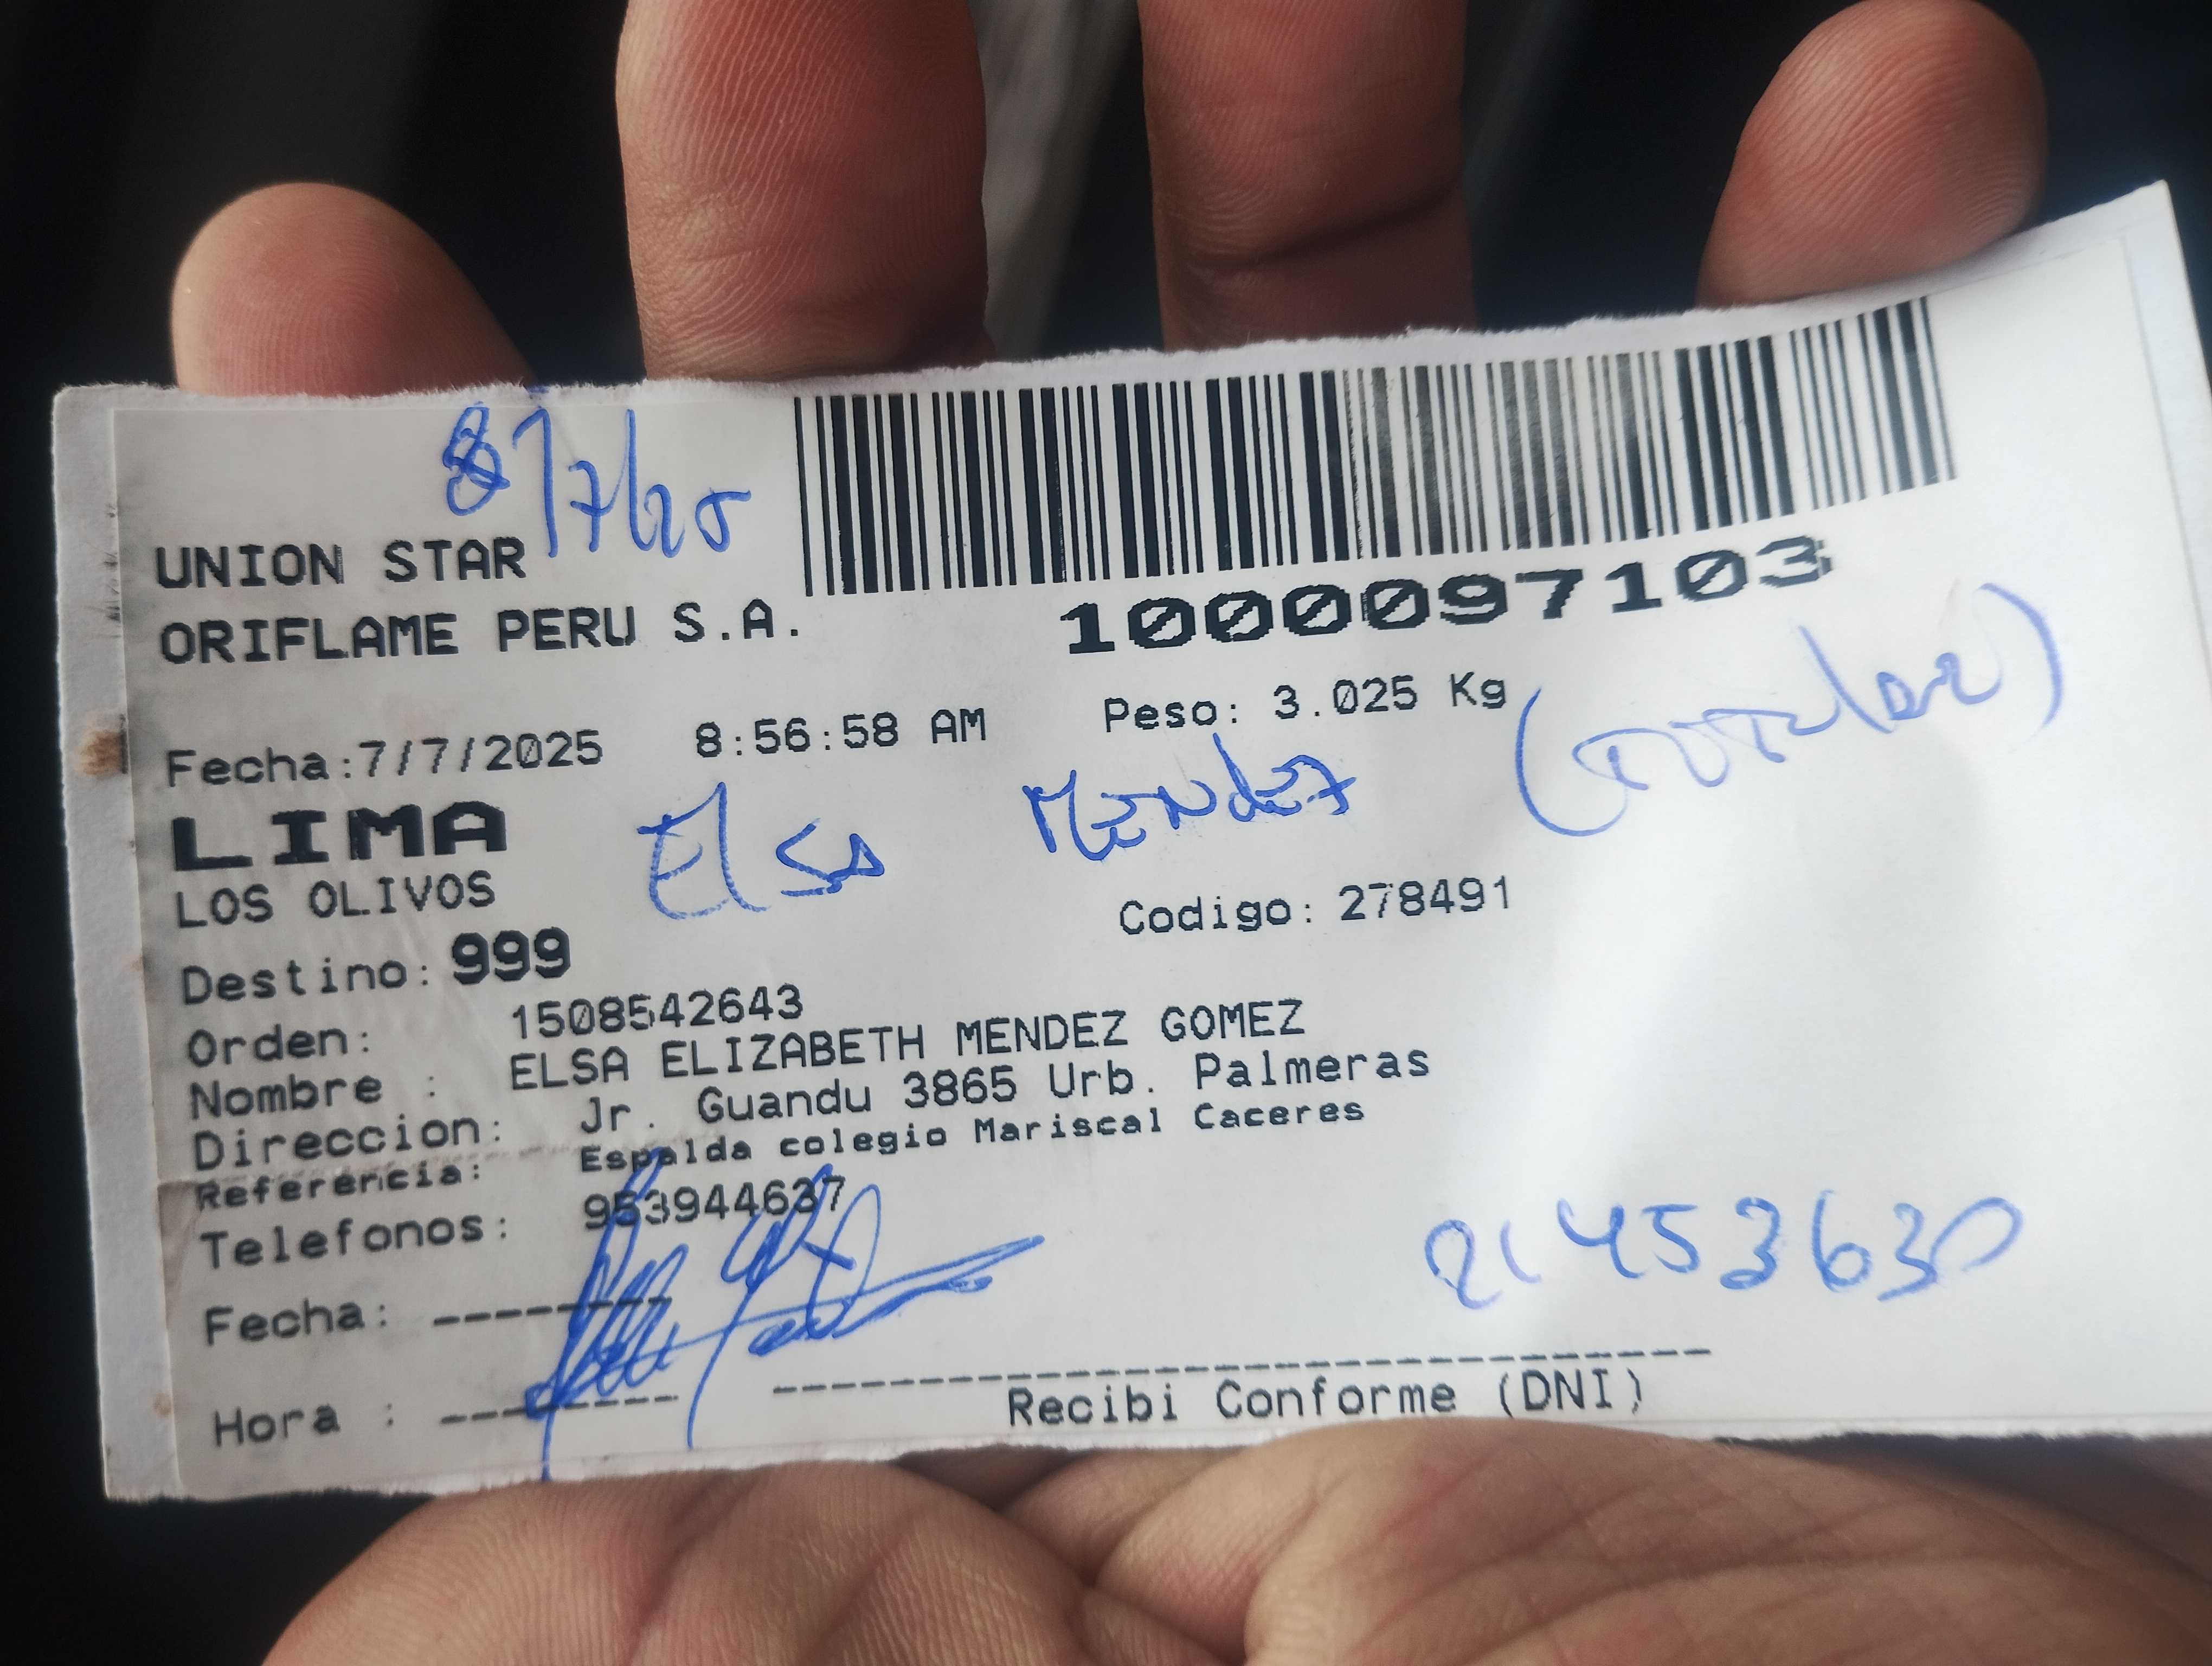 8/7/25
UNION STAR
ORIFLAME PERU S.A.
1000097103
Fecha:7/7/2025 8:56:58 AM Peso: 3.025 Kg
LIMA
Elsa Mendez (titular)
LOS OLIVOS
Codigo: 278491
Destino: 999
Orden: 1508542643
Nombre : ELSA ELIZABETH MENDEZ GOMEZ
Direccion: Jr. Guandu 3865 Urb. Palmeras
Referencia: Espalda colegio Mariscal Caceres
Telefonos: 953944637
21453630
Fecha: -------
Hora : -------
Recibi Conforme (DNI)